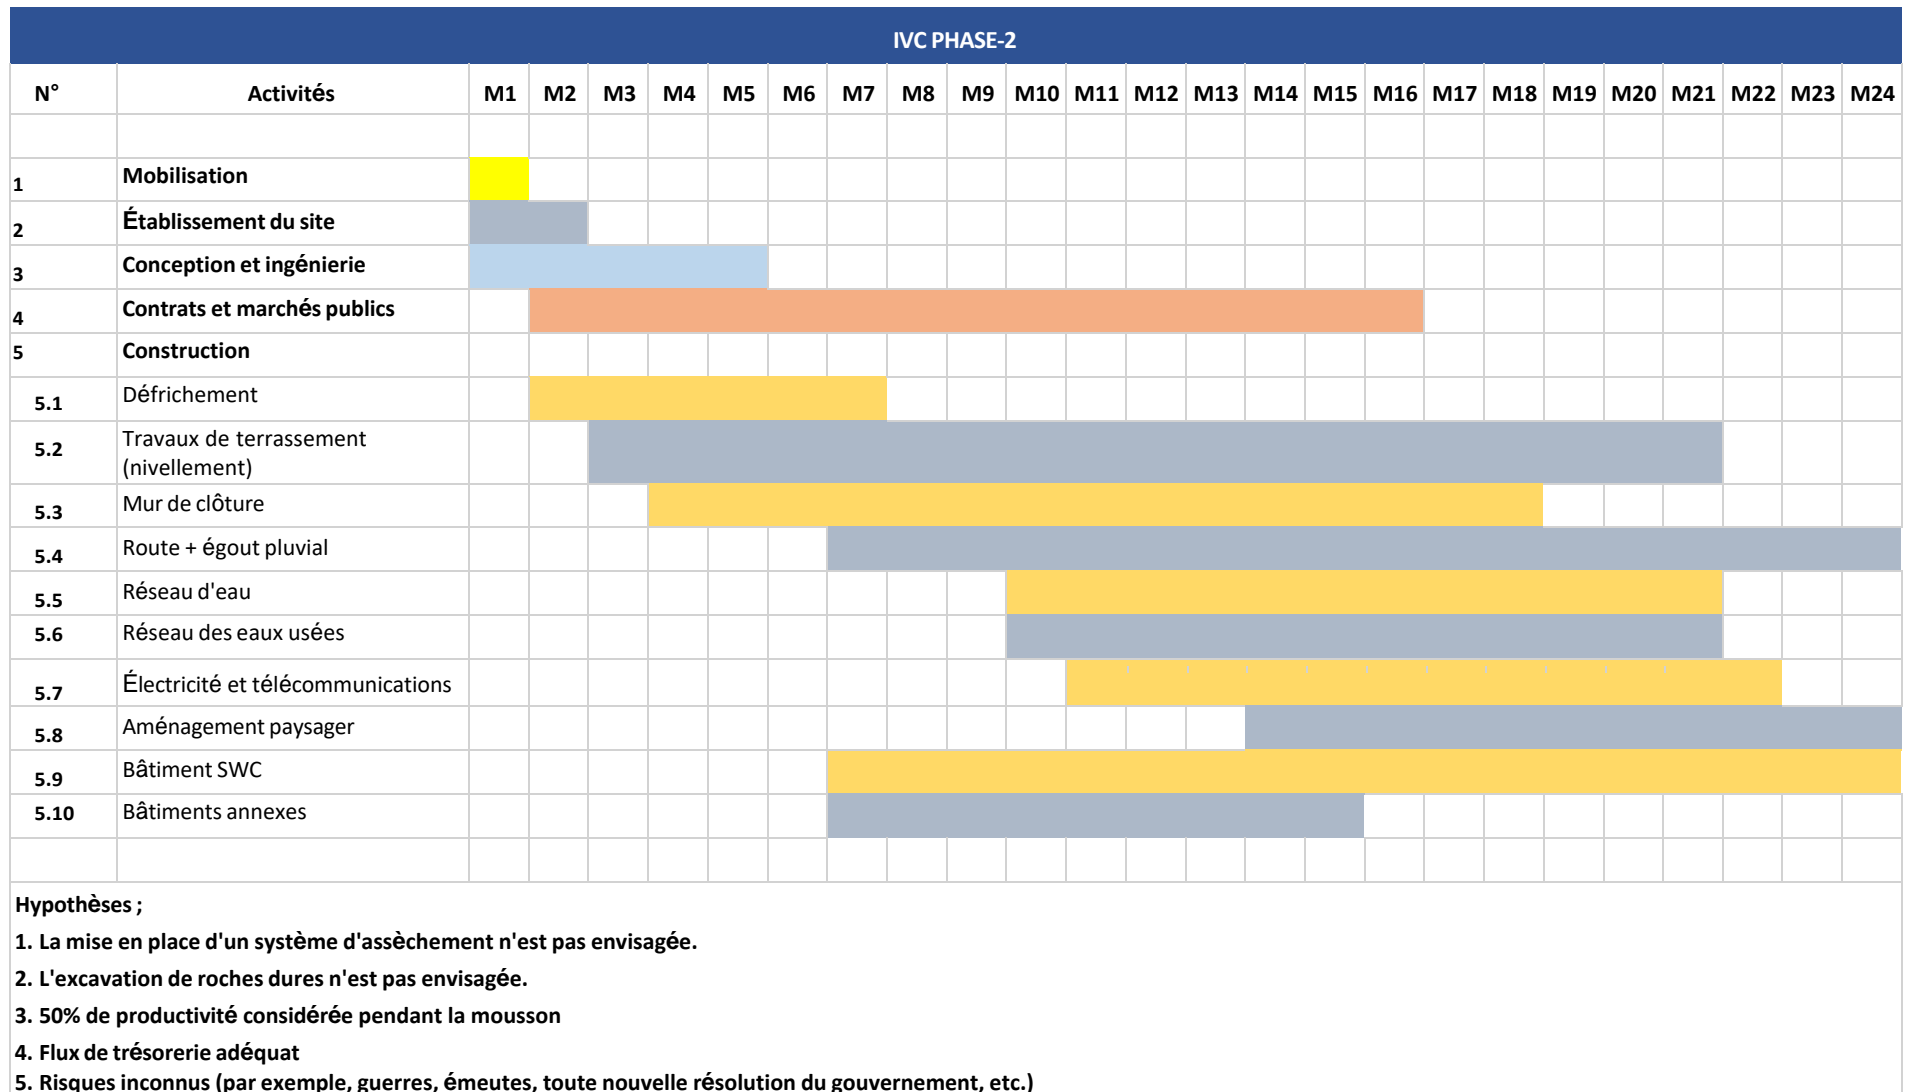 IVC PHASE-2
N° Activités M1 M2 M3 M4 M5 M6 M7 M8 M9 M10 M11 M12 M13 M14 M15 M16 M17 M18 M19 M20 M21 M22 M23 M24
1 Mobilisation
2 Établissement du site
3 Conception et ingénierie
4 Contrats et marchés publics
5 Construction
5.1 Défrichement
5.2 Travaux de terrassement
(nivellement)
5.3 Mur de clôture
5.4 Route + égout pluvial
5.5 Réseau d'eau
5.6 Réseau des eaux usées
5.7 Électricité et télécommunications
5.8 Aménagement paysager
5.9 Bâtiment SWC
5.10 Bâtiments annexes
Hypothèses ;
1. La mise en place d'un système d'assèchement n'est pas envisagée.
2. L'excavation de roches dures n'est pas envisagée.
3. 50% de productivité considérée pendant la mousson
4. Flux de trésorerie adéquat
5. Risques inconnus (par exemple, guerres, émeutes, toute nouvelle résolution du gouvernement, etc.)